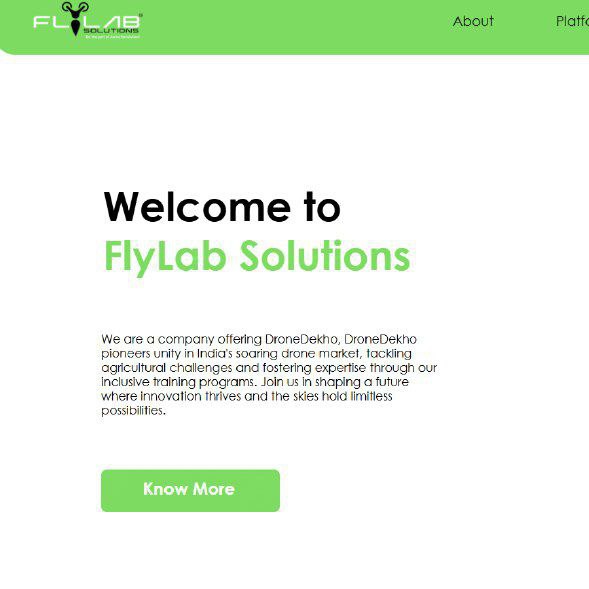 FLYLAB
SOLUTIONS
About
Welcome to
FlyLab Solutions
We are a company offering DroneDekho, DroneDekho
pioneers unity in India's soaring drone market, tackling
agricultural challenges and fostering expertise through our
inclusive training programs. Join us in shaping a future
where innovation thrives and the skies hold limitless
possibilities.
Know More